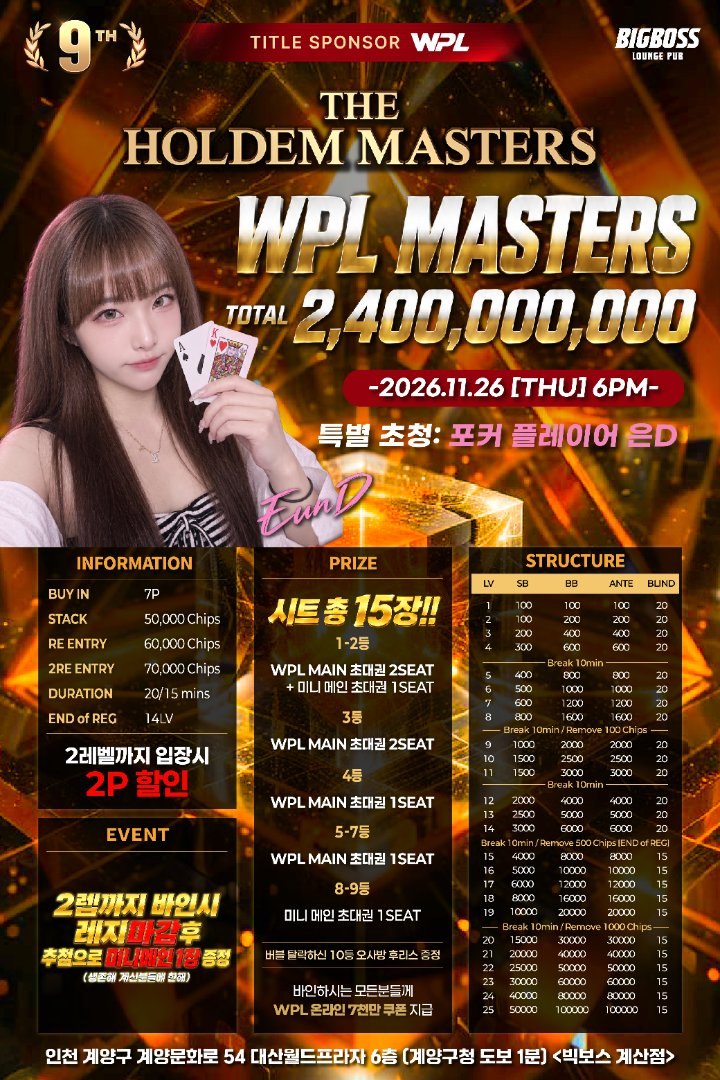 9TH
TITLE SPONSOR WPL
BIGBOSS
LOUNGE PUB
THE
HOLDEM MASTERS
WPL MASTERS
TOTAL 2,400,000,000
-2026.11.26 [THU] 6PM-
특별 초청: 포커 플레이어 은D
A
K
EunD
INFORMATION
BUY IN 7P
STACK 50,000 Chips
RE ENTRY 60,000 Chips
2RE ENTRY 70,000 Chips
DURATION 20/15 mins
END of REG 14LV
2레벨까지 입장시
2P 할인
EVENT
2렙까지 바인시
레지마감후
추첨으로 미니메인 1장 증정
(생존해 계신분들에 한해)
PRIZE
시트 총 15장!!
1-2등
WPL MAIN 초대권 2SEAT
+ 미니 메인 초대권 1SEAT
3등
WPL MAIN 초대권 2SEAT
4등
WPL MAIN 초대권 1SEAT
5-7등
WPL MAIN 초대권 1SEAT
8-9등
미니 메인 초대권 1SEAT
버블 탈락하신 10등 오사방 후리스 증정
바인하시는 모든분들께
WPL 온라인 7천만 쿠폰 지급
STRUCTURE
LV SB BB ANTE BLIND
1 100 100 100 20
2 100 200 200 20
3 200 400 400 20
4 300 600 600 20
Break 10min
5 400 800 800 20
6 500 1000 1000 20
7 600 1200 1200 20
8 800 1600 1600 20
Break 10min / Remove 100 Chips
9 1000 2000 2000 20
10 1500 2500 2500 20
11 1500 3000 3000 20
Break 10min
12 2000 4000 4000 20
13 2500 5000 5000 20
14 3000 6000 6000 20
Break 10min / Remove 500 Chips (END of REG)
15 4000 8000 8000 15
16 5000 10000 10000 15
17 6000 12000 12000 15
18 8000 16000 16000 15
19 10000 20000 20000 15
Break 10min / Remove 1000 Chips
20 15000 30000 30000 15
21 20000 40000 40000 15
22 25000 50000 50000 15
23 30000 60000 60000 15
24 40000 80000 80000 15
25 50000 100000 100000 15
인천 계양구 계양문화로 54 대산월드프라자 6층 (계양구청 도보 1분) <빅보스 계산점>